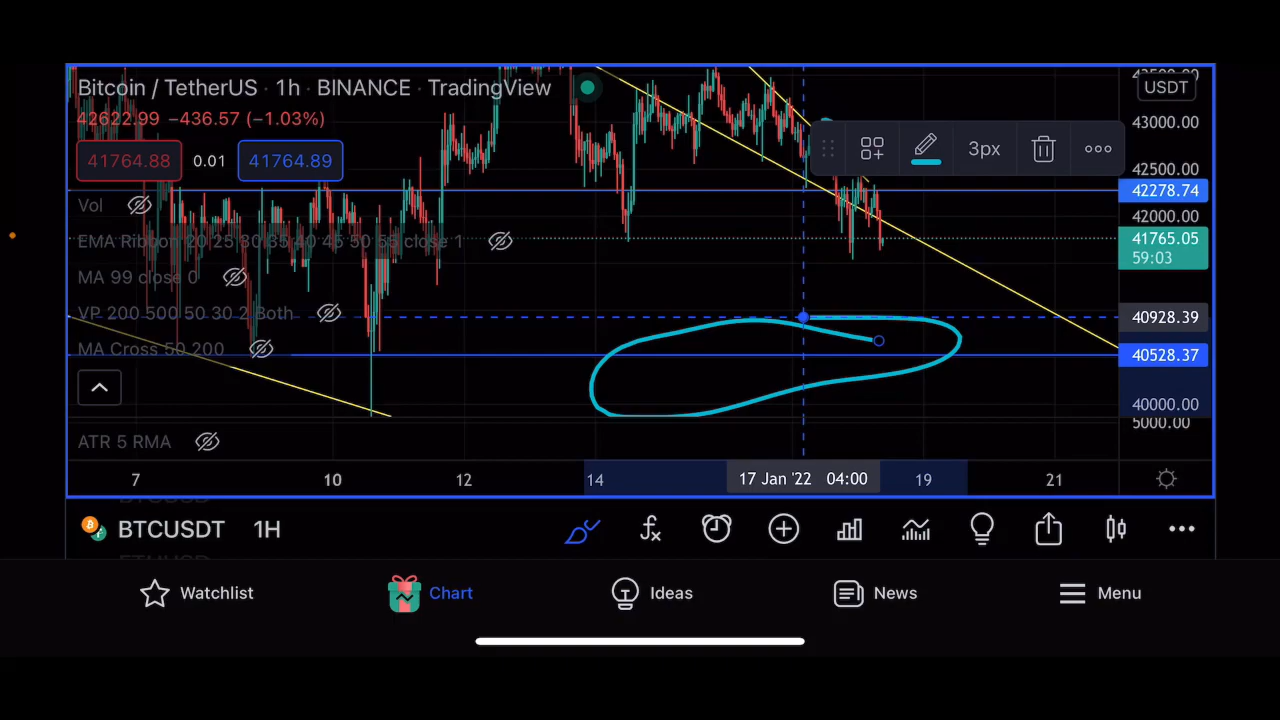 Bitcoin / TetherUS · 1h · BINANCE · TradingView
USDT
42622.99 −436.57 (−1.03%)
43000.00
3px
41764.88 0.01 41764.89
42500.00
42278.74
Vol
42000.00
EMA Ribbon 20 25 30 35 40 45 50 55 close 1
41765.05
59:03
MA 99 close 0
VP 200 500 50 30 2 Both
40928.39
MA Cross 50 200
40528.37
40000.00
5000.00
ATR 5 RMA
7 10 12 14 17 Jan '22 04:00 19 21
BTCUSDT 1H
Watchlist Chart Ideas News Menu